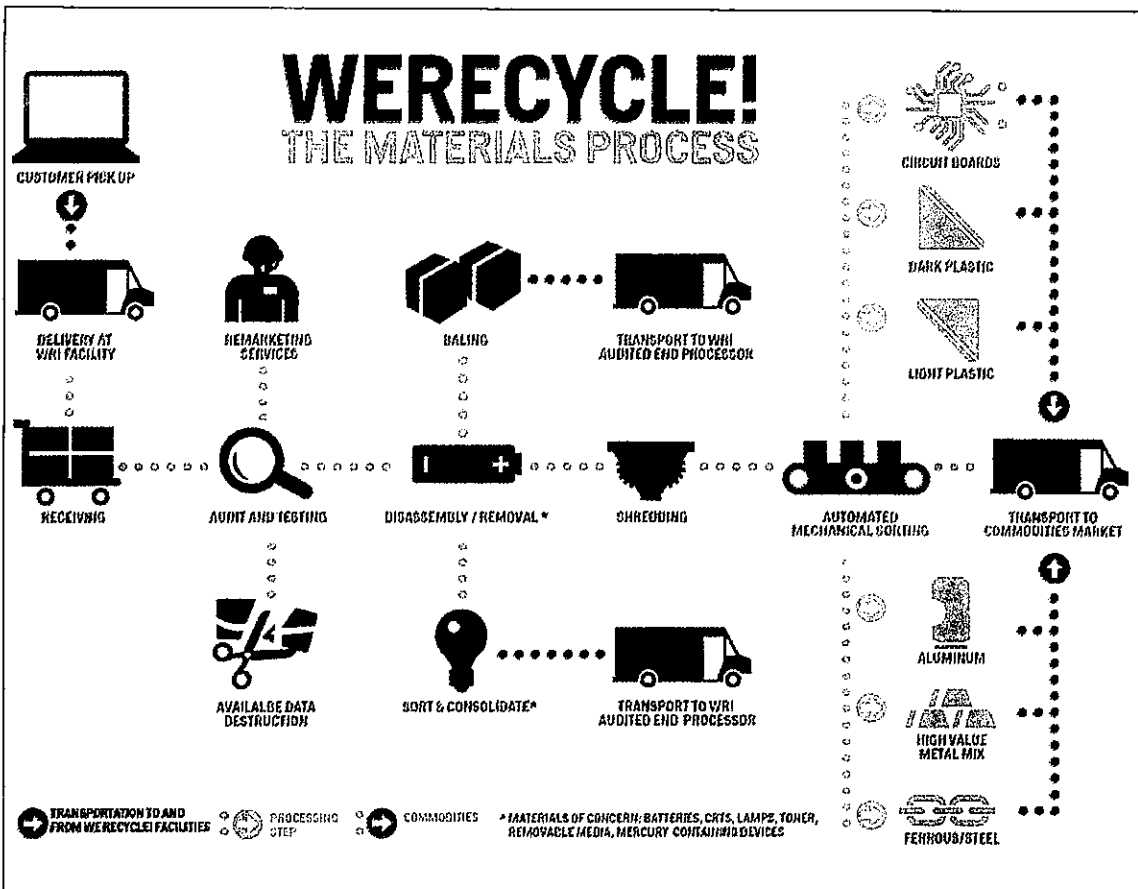 WERECYCLE!
THE MATERIALS PROCESS
CUSTOMER PICK UP
DELIVERY AT
WRI FACILITY
RECEIVNIG
REMARKETING
SERVICES
AUDIT AND TESTING
AVAILALBE DATA
DESTRUCTION
BALING
TRANSPORT TO WRI
AUDITED END PROCESSOR
DISASSEMBLY / REMOVAL *
SHREDDING
SORT & CONSOLIDATE*
TRANSPORT TO WRI
AUDITED END PROCESSOR
AUTOMATED
MECHANICAL SORTING
CIRCUIT BOARDS
DARK PLASTIC
LIGHT PLASTIC
TRANSPORT TO
COMMODITIES MARKET
ALUMINUM
HIGH VALUE
METAL MIX
FERROUS/STEEL
TRANSPORTATION TO AND
FROM WERECYCLE! FACILITIES
PROCESSING
STEP
COMMODITIES
* MATERIALS OF CONCERN: BATTERIES, CRTS, LAMPS, TONER,
REMOVABLE MEDIA, MERCURY CONTAINING DEVICES